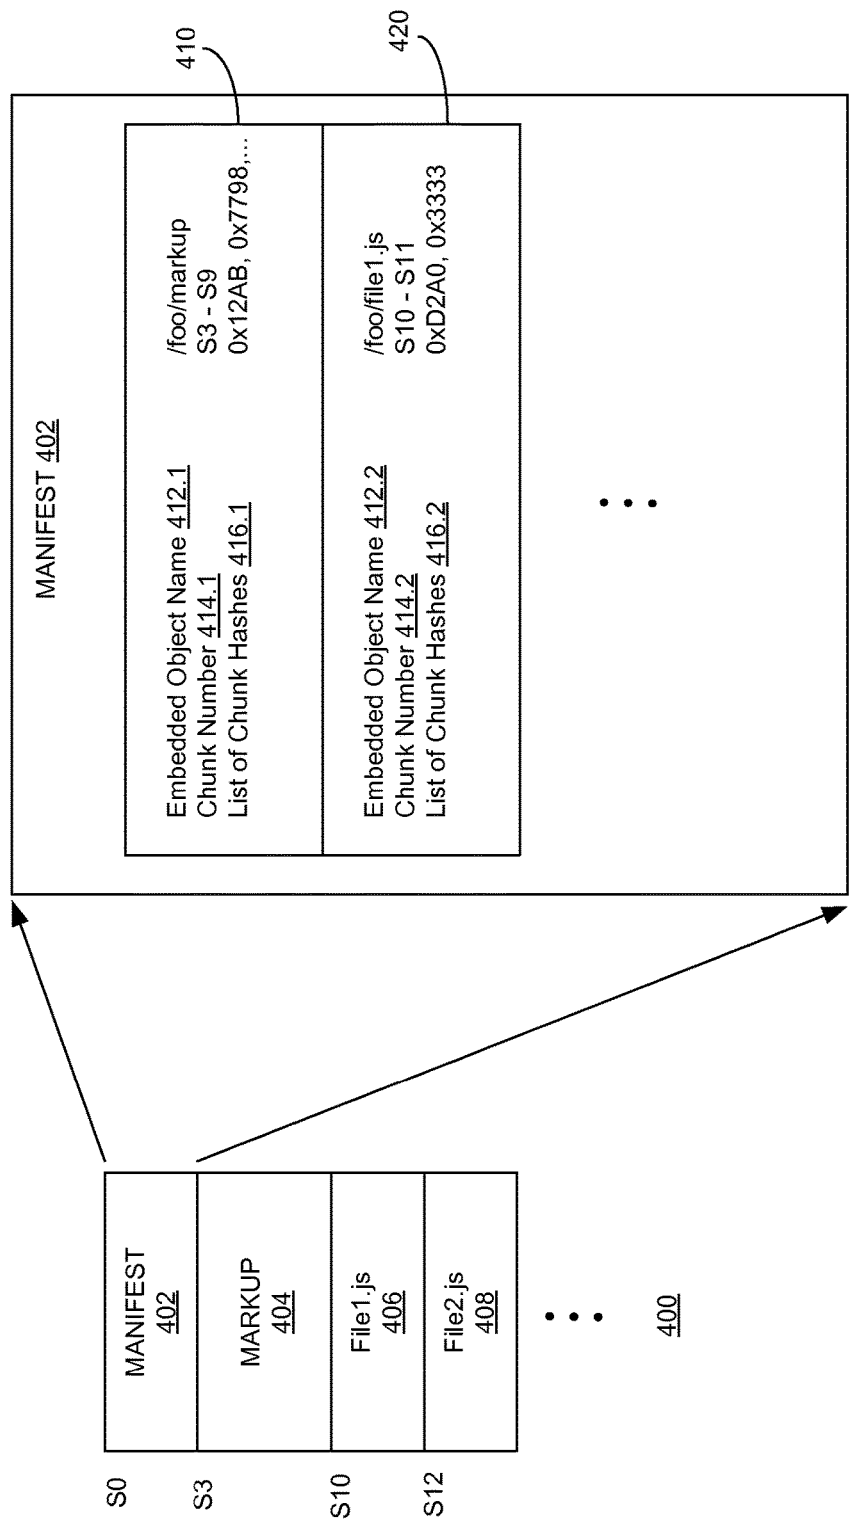 S0
S3
S10
S12
MANIFEST
402
MARKUP
404
File1.js
406
File2.js
408
400
MANIFEST 402
410
Embedded Object Name 412.1 /foo/markup
Chunk Number 414.1 S3 - S9
List of Chunk Hashes 416.1 0x12AB, 0x7798,...
420
Embedded Object Name 412.2 /foo/file1.js
Chunk Number 414.2 S10 - S11
List of Chunk Hashes 416.2 0xD2A0, 0x3333